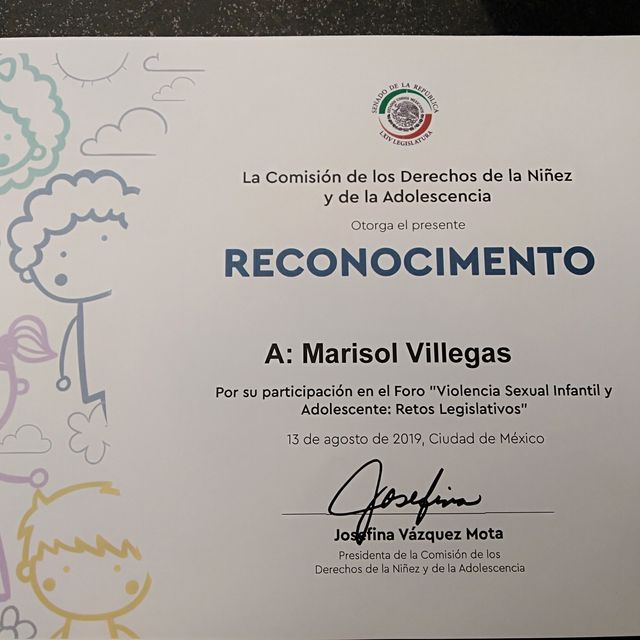 SENADO DE LA REPÚBLICA
LXIV LEGISLATURA
La Comisión de los Derechos de la Niñez
y de la Adolescencia
Otorga el presente
RECONOCIMENTO
A: Marisol Villegas
Por su participación en el Foro "Violencia Sexual Infantil y
Adolescente: Retos Legislativos"
13 de agosto de 2019, Ciudad de México
Josefina
Josefina Vázquez Mota
Presidenta de la Comisión de los
Derechos de la Niñez y de la Adolescencia